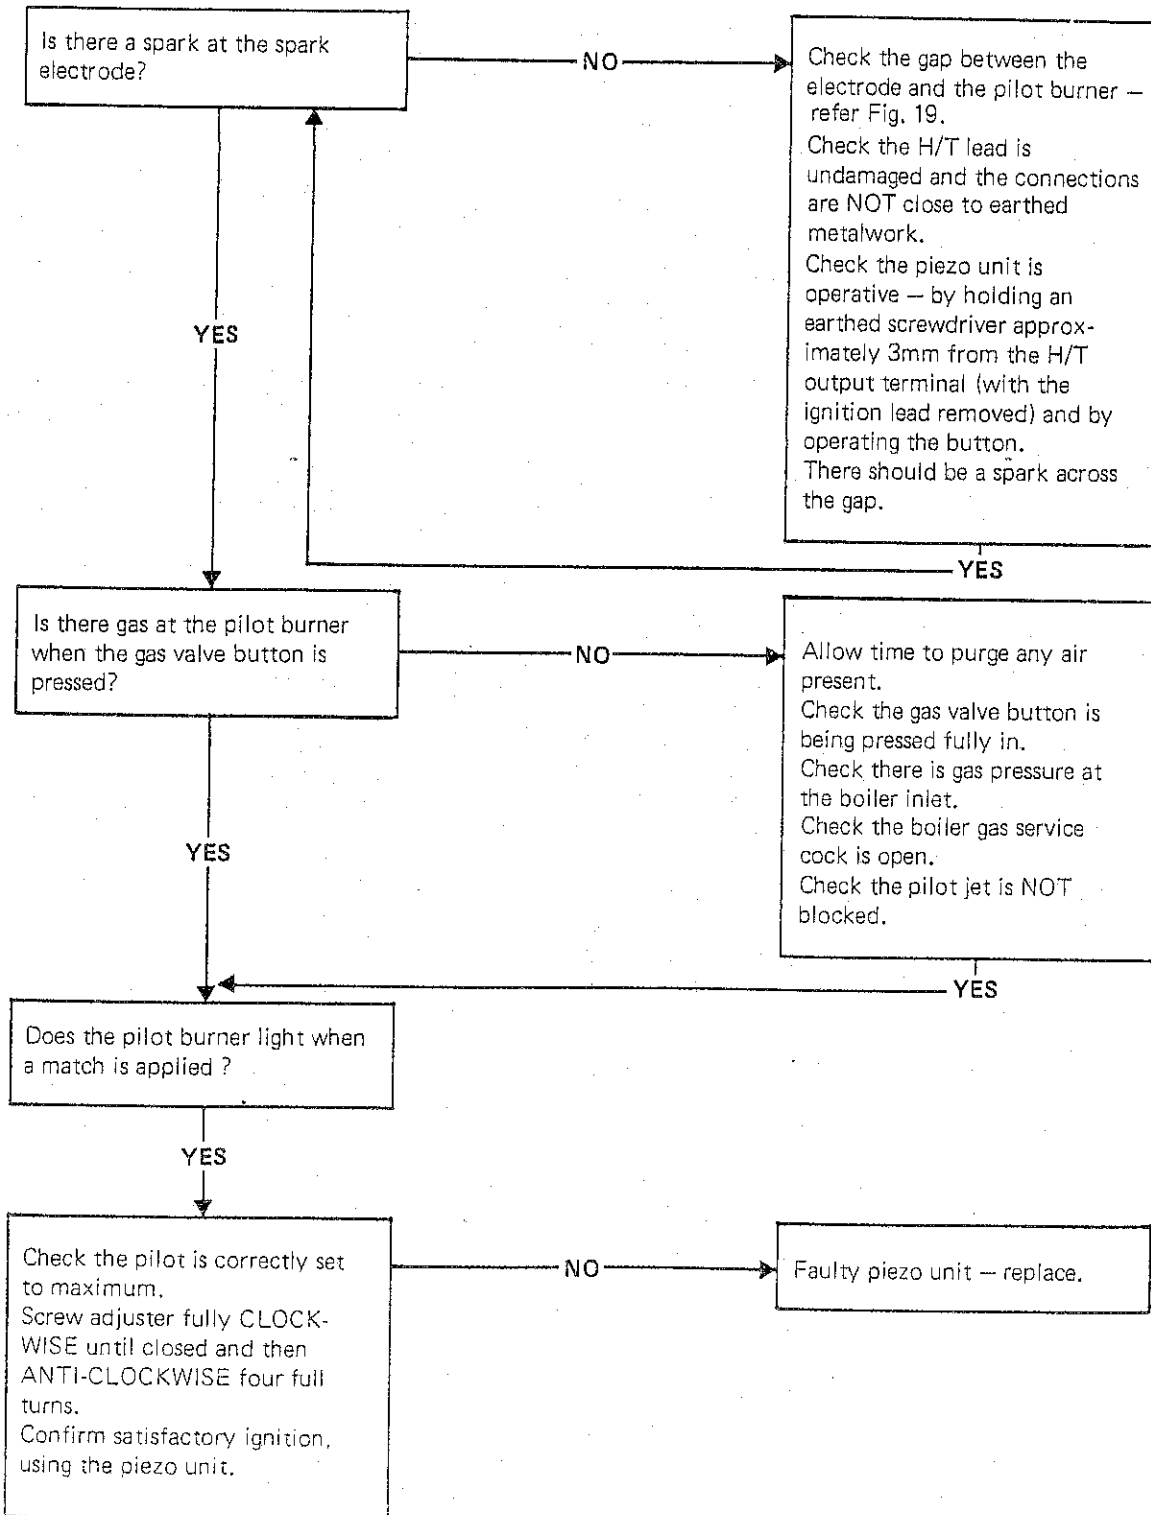 Is there a spark at the spark
electrode?
NO
Check the gap between the
electrode and the pilot burner —
refer Fig. 19.
Check the H/T lead is
undamaged and the connections
are NOT close to earthed
metalwork.
Check the piezo unit is
operative — by holding an
earthed screwdriver approx-
imately 3mm from the H/T
output terminal (with the
ignition lead removed) and by
operating the button.
There should be a spark across
the gap.
YES
YES
Is there gas at the pilot burner
when the gas valve button is
pressed?
NO
Allow time to purge any air
present.
Check the gas valve button is
being pressed fully in.
Check there is gas pressure at
the boiler inlet.
Check the boiler gas service
cock is open.
Check the pilot jet is NOT
blocked.
YES
YES
Does the pilot burner light when
a match is applied ?
YES
Check the pilot is correctly set
to maximum.
Screw adjuster fully CLOCK-
WISE until closed and then
ANTI-CLOCKWISE four full
turns.
Confirm satisfactory ignition,
using the piezo unit.
NO
Faulty piezo unit — replace.